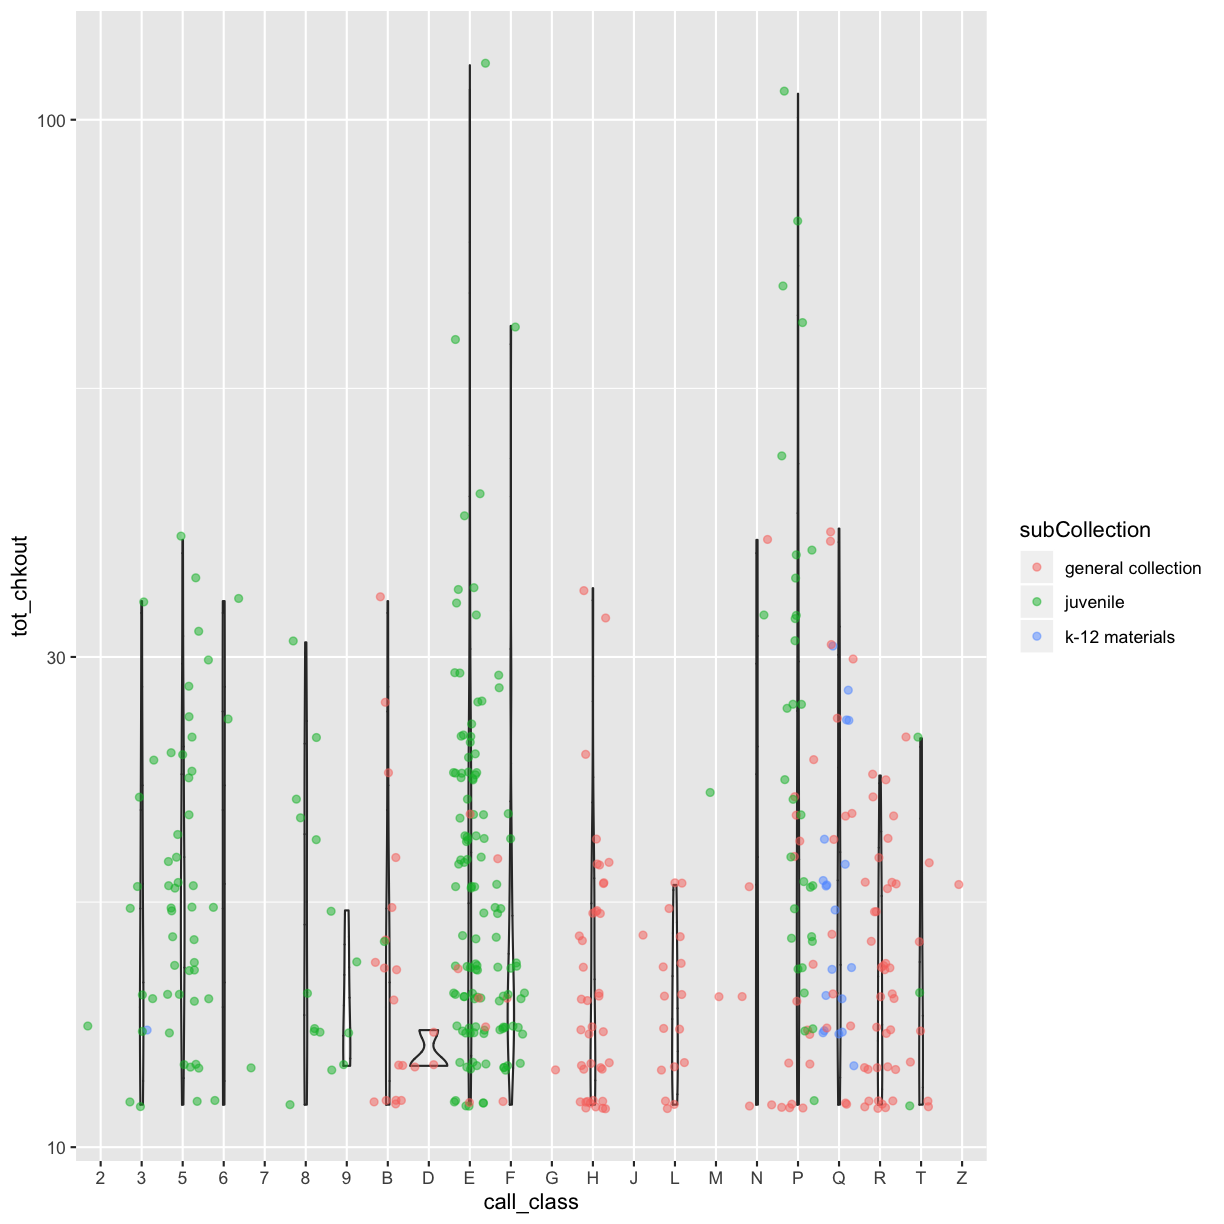 100
30
10
tot_chkout
2 3 5 6 7 8 9 B D E F G H J L M N P Q R T Z
call_class
subCollection
general collection
juvenile
k-12 materials